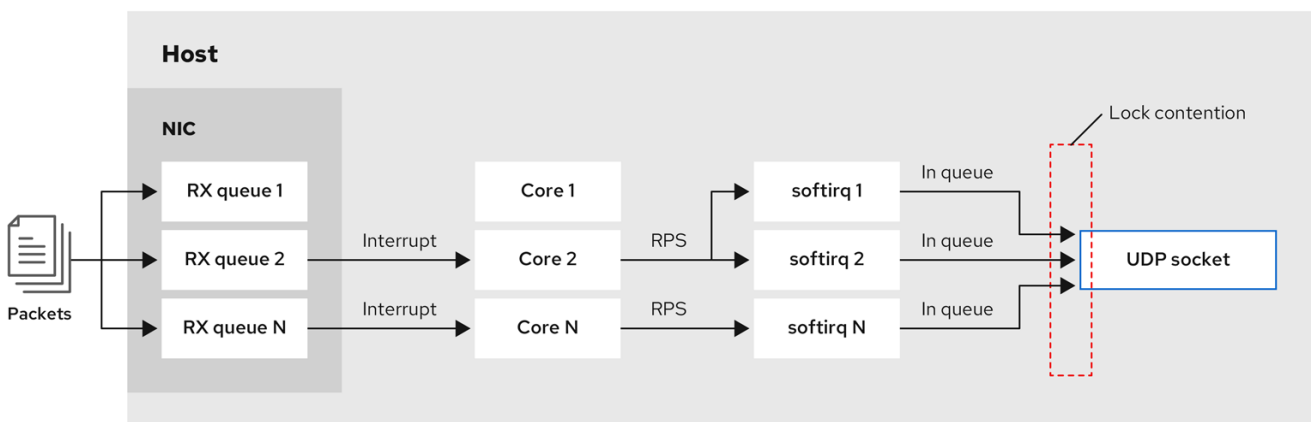 Host
NIC
Lock contention
RX queue 1
Core 1
softirq 1
In queue
Packets
RX queue 2
Interrupt
Core 2
RPS
softirq 2
In queue
UDP socket
RX queue N
Interrupt
Core N
RPS
softirq N
In queue